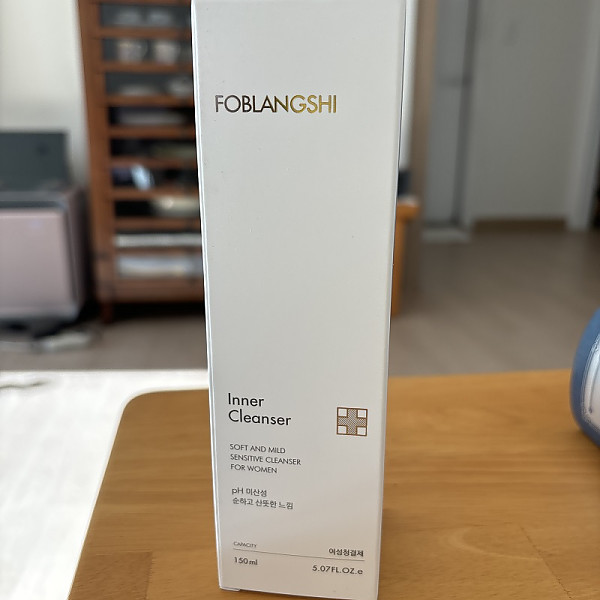 FOBLANGSHI
Inner
Cleanser
SOFT AND MILD
SENSITIVE CLEANSER
FOR WOMEN
pH 미산성
순하고 산뜻한 느낌
CAPACITY
여성청결제
150ml
5.07FL.OZ.e